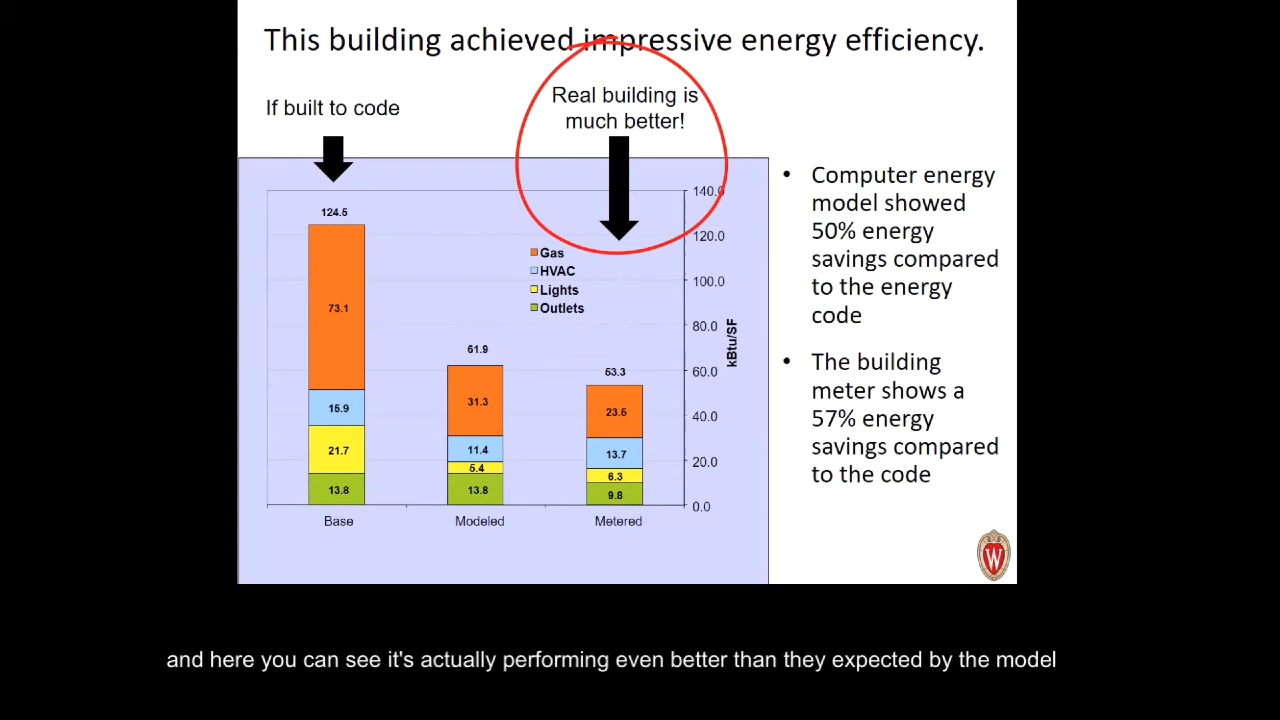 This building achieved impressive energy efficiency.
If built to code
Real building is
much better!
140.0
120.0
100.0
80.0
60.0
40.0
20.0
0.0
kBtu/SF
124.5
73.1
15.9
21.7
13.8
61.9
31.3
11.4
5.4
13.8
53.3
23.5
13.7
6.3
9.8
Gas
HVAC
Lights
Outlets
Base
Modeled
Metered
• Computer energy
model showed
50% energy
savings compared
to the energy
code
• The building
meter shows a
57% energy
savings compared
to the code
W
and here you can see it's actually performing even better than they expected by the model